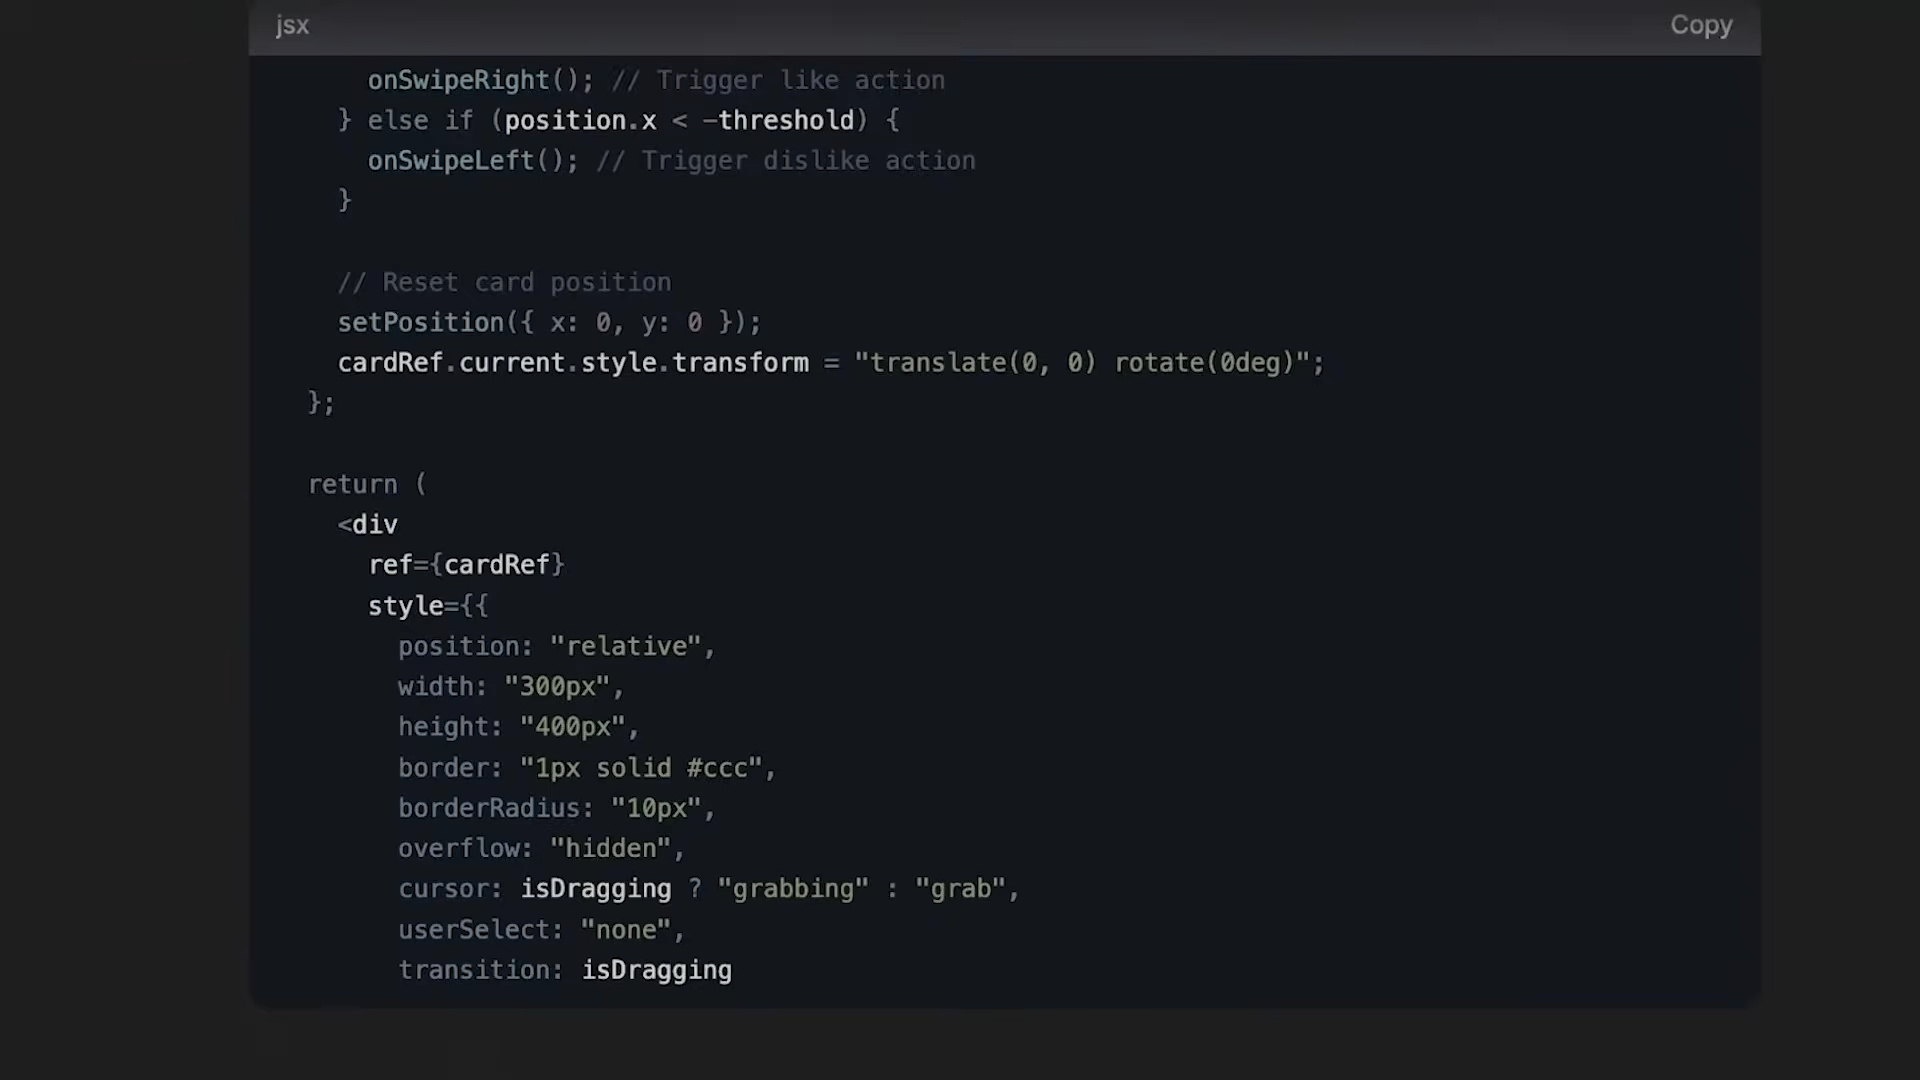 jsx
Copy
onSwipeRight(); // Trigger like action
} else if (position.x < -threshold) {
onSwipeLeft(); // Trigger dislike action
}
// Reset card position
setPosition({ x: 0, y: 0 });
cardRef.current.style.transform = "translate(0, 0) rotate(0deg)";
};
return (
<div
ref={cardRef}
style={{
position: "relative",
width: "300px",
height: "400px",
border: "1px solid #ccc",
borderRadius: "10px",
overflow: "hidden",
cursor: isDragging ? "grabbing" : "grab",
userSelect: "none",
transition: isDragging